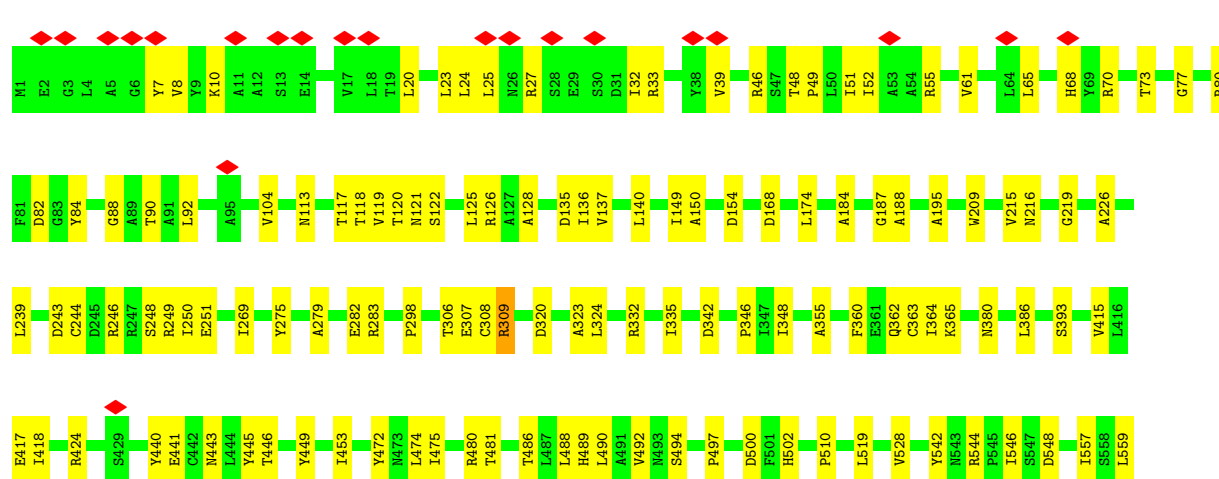 M1 E2 G3 L4 A5 G6 Y7 V8 Y9 K10 A11 A12 S13 E14 V17 L18 T19 L20 L23 L24 L25 N26 R27 S28 E29 S30 D31 I32 R33 Y38 V39 R46 S47 T48 P49 L50 I51 I52 A53 A54 R55 V61 L64 L65 H68 Y69 R70 T73 G77
F81 D82 G83 Y84 G88 A89 T90 A91 L92 A95 V104 N113 T117 T118 V119 T120 N121 S122 L125 R126 A127 A128 D135 I136 V137 L140 I149 A150 D154 D168 L174 A184 G187 A188 A195 W209 V215 N216 G219 A226
L239 D243 C244 D245 R246 R247 S248 R249 I250 E251 I269 Y275 A279 E282 R283 P298 T306 E307 C308 R309 D320 A323 L324 R332 I335 D342 P346 I347 I348 A355 F360 E361 Q362 C363 I364 K365 N380 L386 S393 V415 L416
E417 I418 R424 S429 Y440 E441 C442 N443 L444 Y445 T446 Y449 I453 Y472 N473 L474 I475 R480 T481 T486 L487 L488 H489 L490 A491 V492 N493 S494 P497 D500 F501 H502 P510 L519 V528 Y542 N543 R544 P545 I546 S547 D548 I557 S558 L559